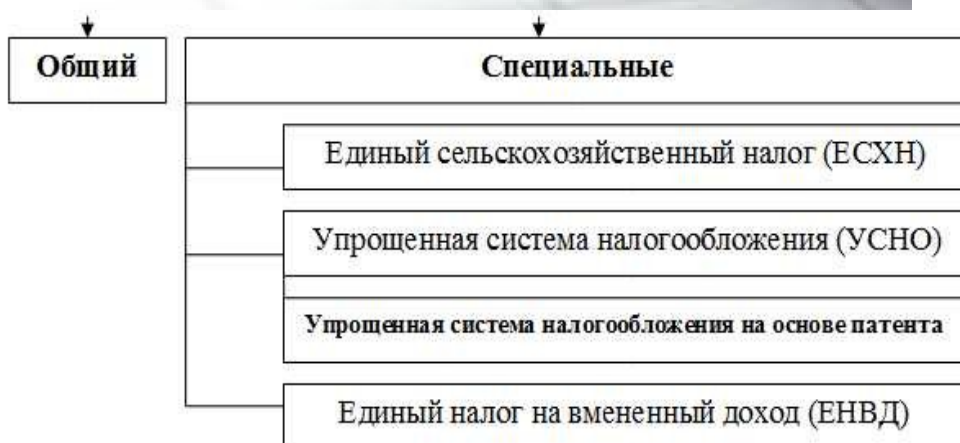 Общий
Специальные
Единый сельскохозяйственный налог (ЕСХН)
Упрощенная система налогообложения (УСНО)
Упрощенная система налогообложения на основе патента
Единый налог на вмененный доход (ЕНВД)